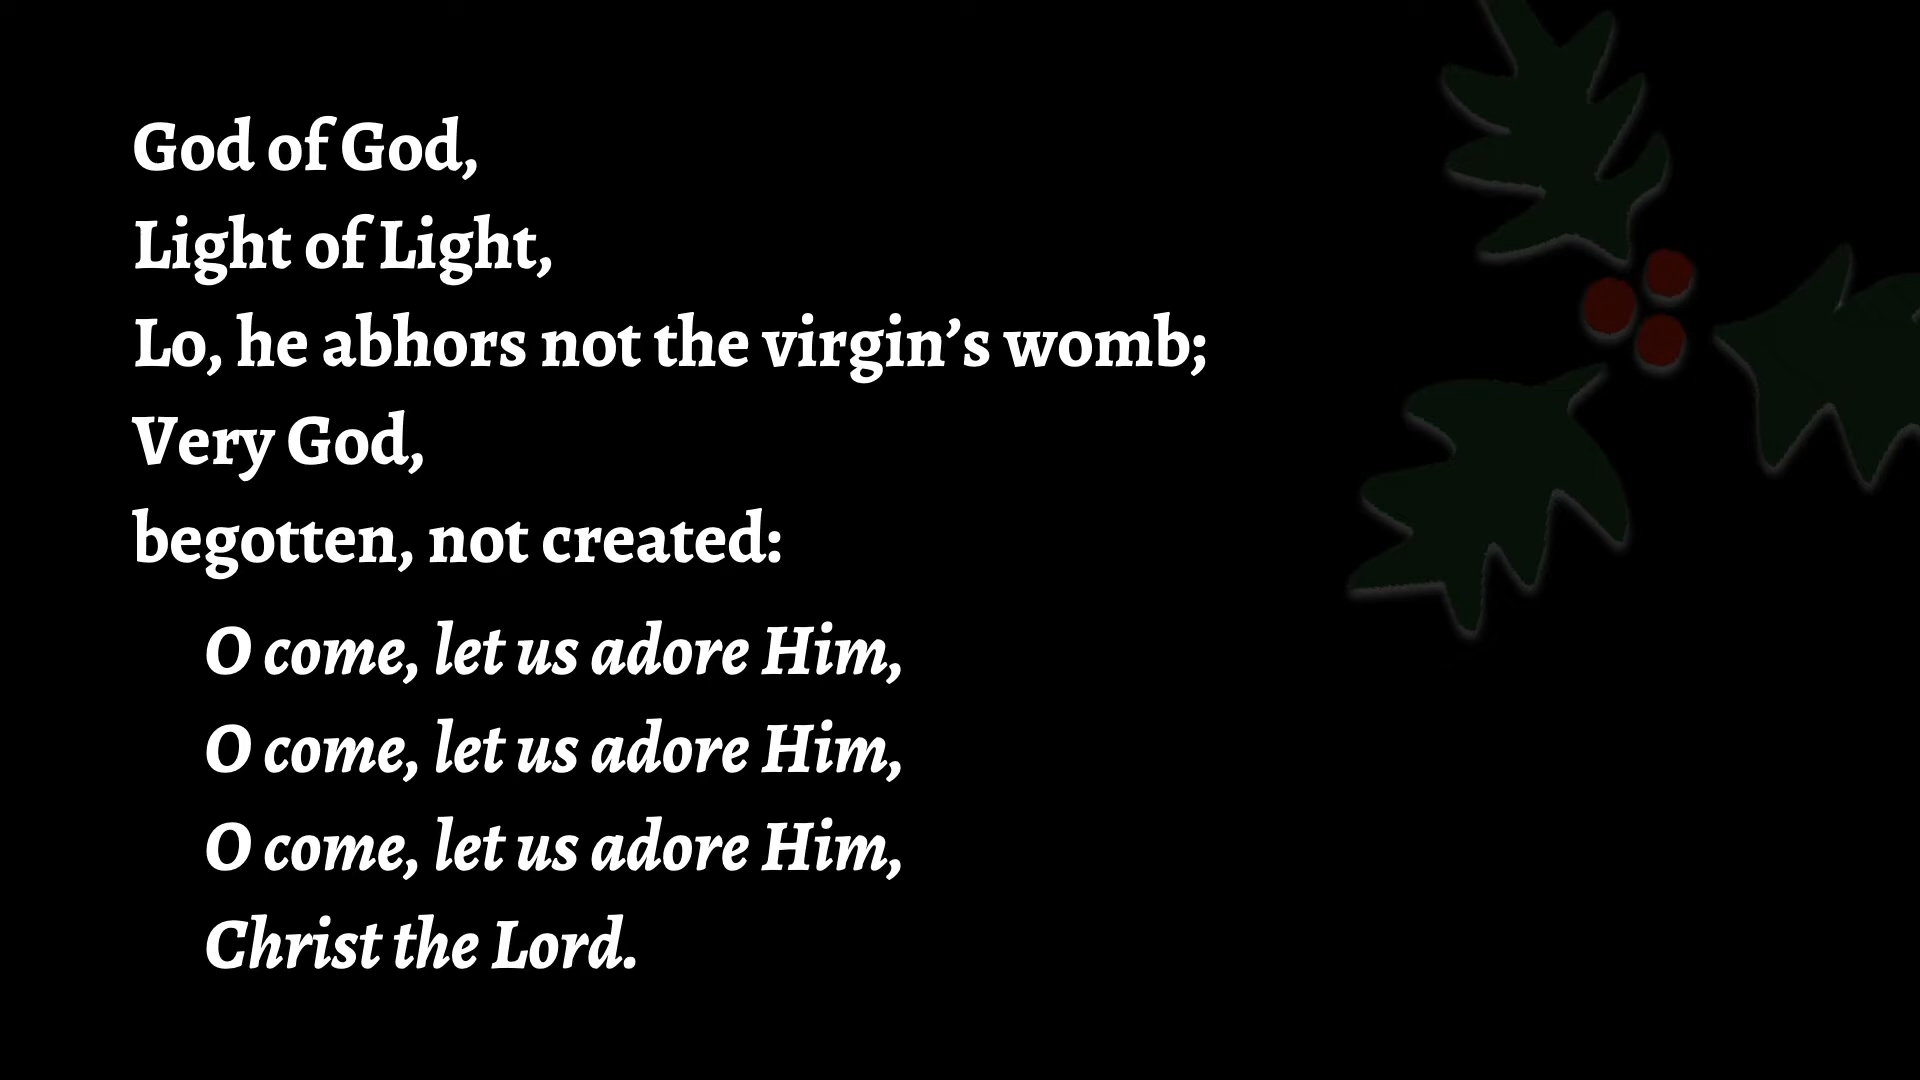 God of God,
Light of Light,
Lo, he abhors not the virgin’s womb;
Very God,
begotten, not created:
O come, let us adore Him,
O come, let us adore Him,
O come, let us adore Him,
Christ the Lord.